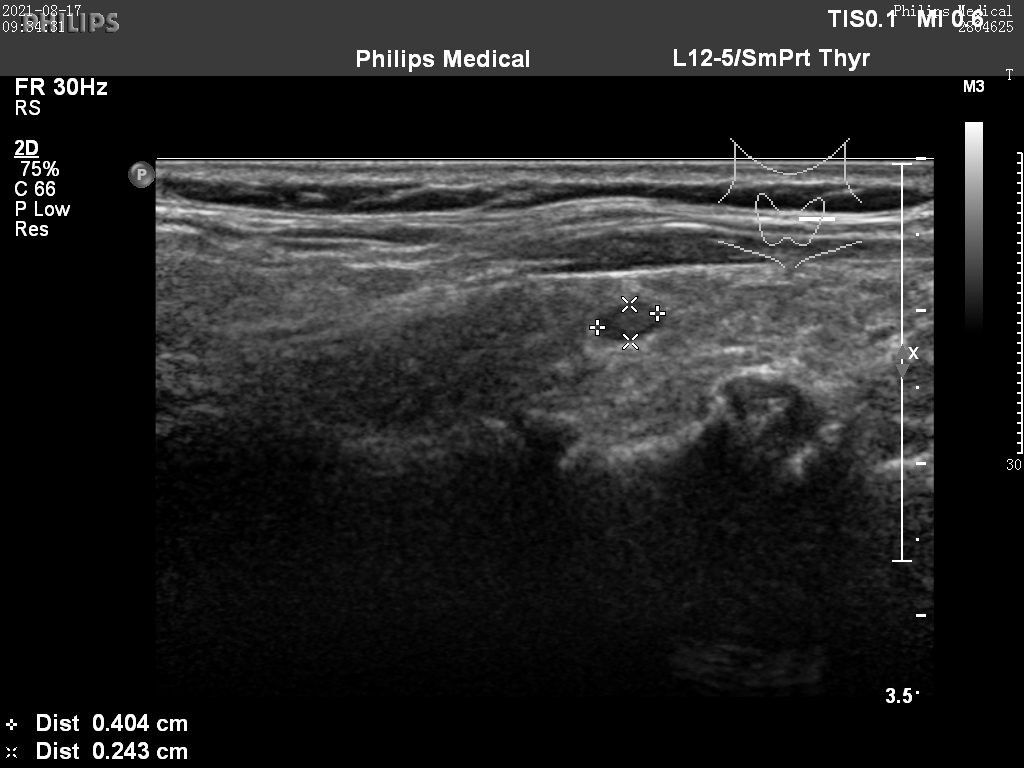 2021-08-17
09:34:31
PHILIPS
TIS0.1 MI 0.6
Philips Medical
2804625
Philips Medical
L12-5/SmPrt Thyr
T
FR 30Hz
RS
M3
2D
75%
C 66
P Low
Res
P
X
30
3.5
Dist 0.404 cm
Dist 0.243 cm